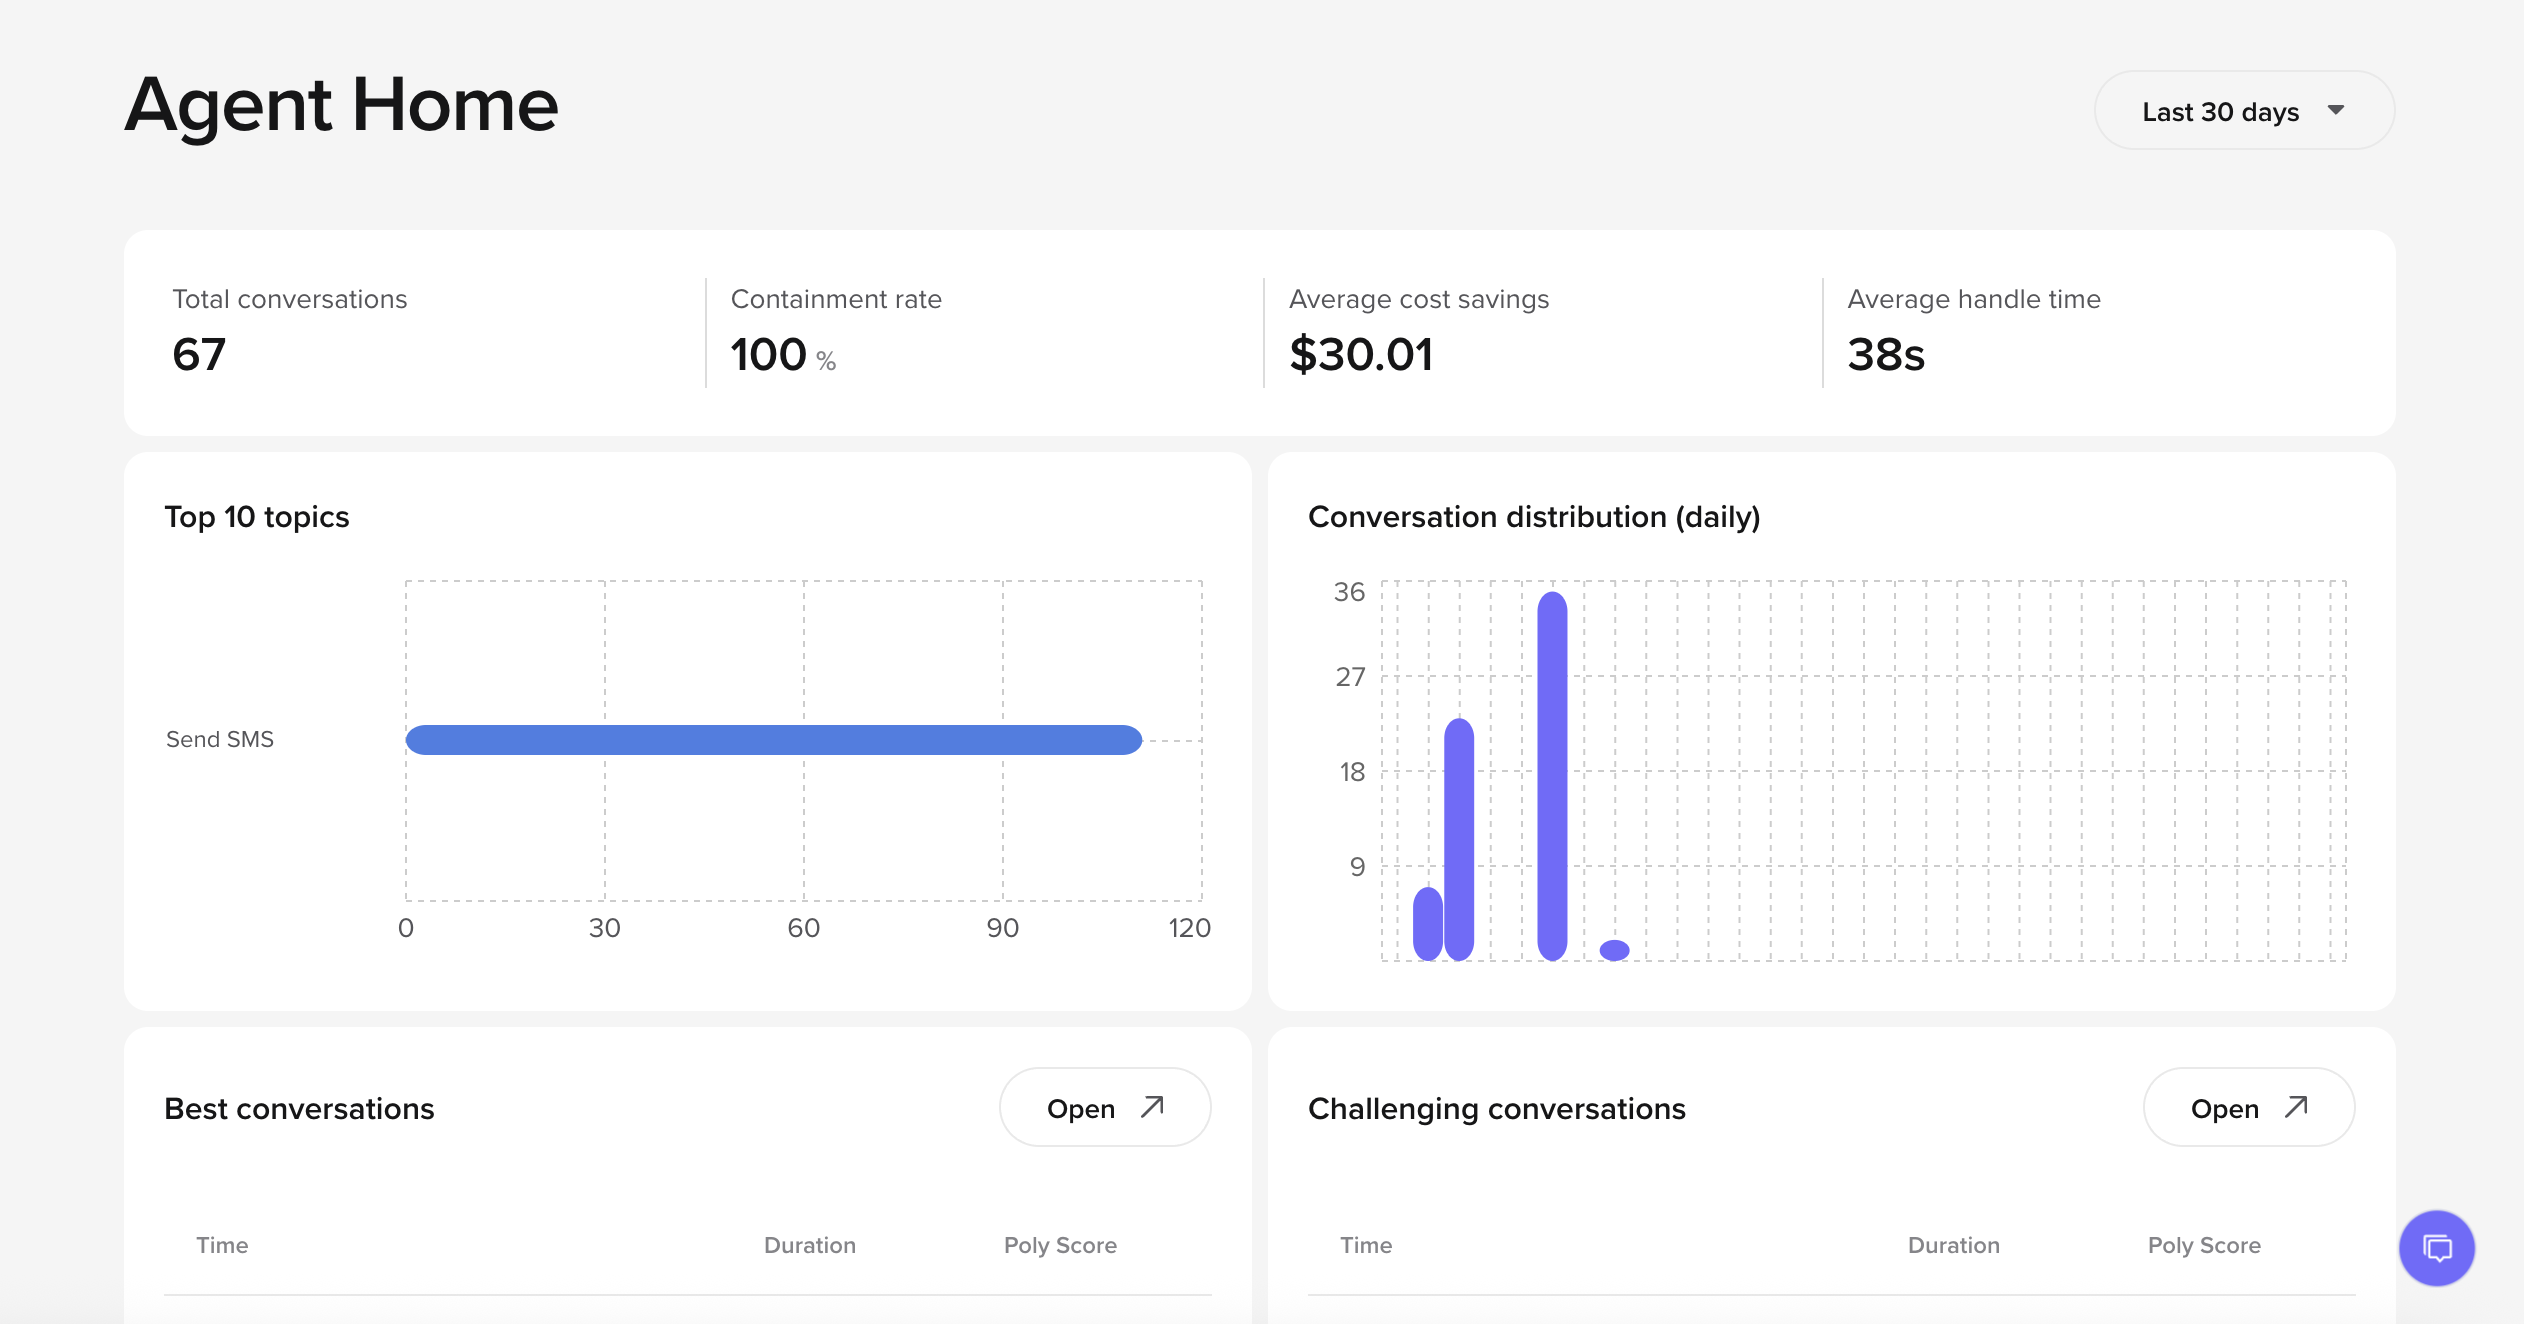 Agent Home
Last 30 days
Total conversations
67
Containment rate
100 %
Average cost savings
$30.01
Average handle time
38s
Top 10 topics
Send SMS
0 30 60 90 120
Conversation distribution (daily)
36
27
18
9
Best conversations
Open
Time Duration Poly Score
Challenging conversations
Open
Time Duration Poly Score